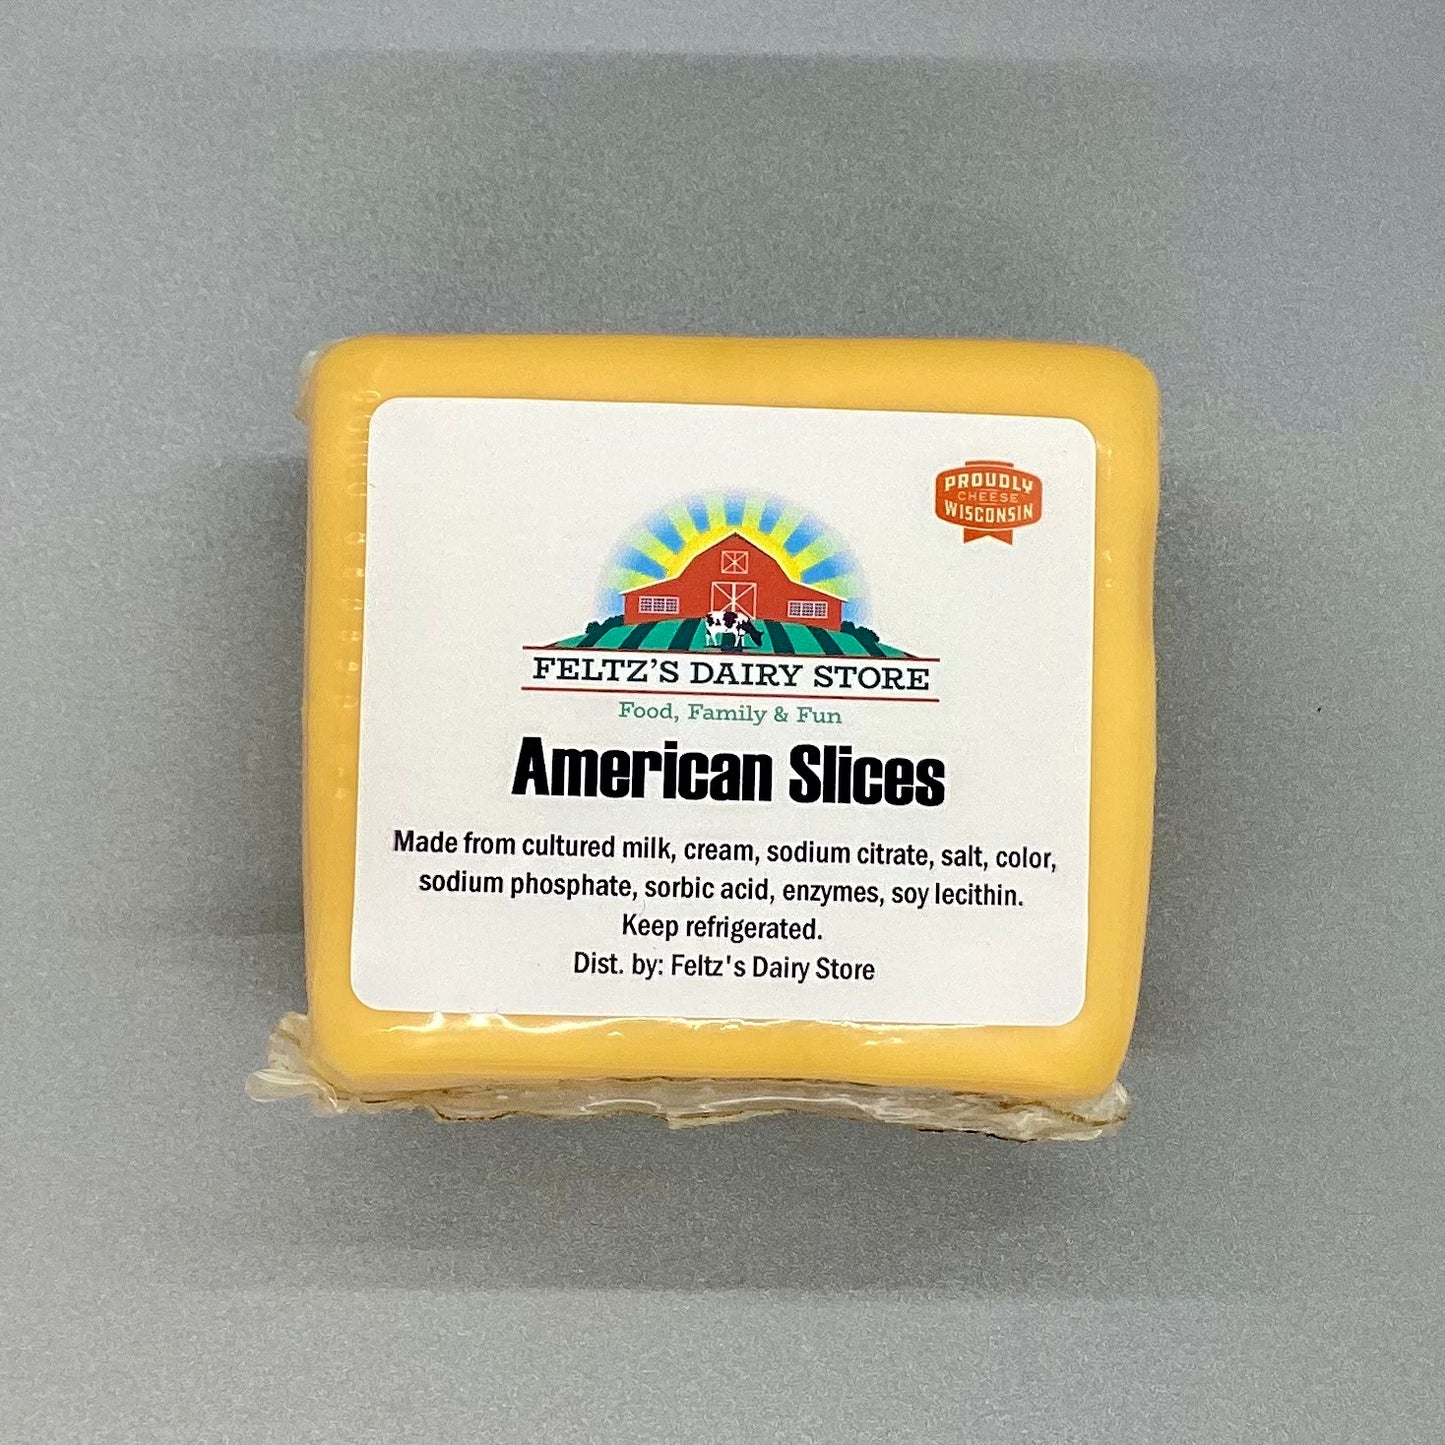 PROUDLY
CHEESE
WISCONSIN
FELTZ'S DAIRY STORE
Food, Family & Fun
American Slices
Made from cultured milk, cream, sodium citrate, salt, color,
sodium phosphate, sorbic acid, enzymes, soy lecithin.
Keep refrigerated.
Dist. by: Feltz's Dairy Store